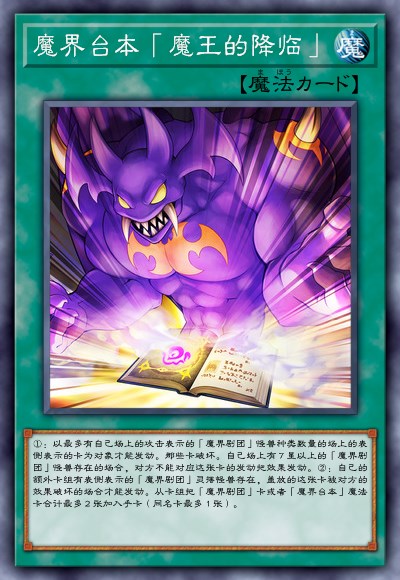 魔界台本「魔王的降临」
魔
【魔法カード】
ま ほう
①：以最多有自己场上的攻击表示的「魔界剧团」怪兽种类数量的场上的表
侧表示的卡为对象才能发动。那些卡破坏。自己场上有７星以上的「魔界剧
团」怪兽存在的场合，对方不能对应这张卡的发动把效果发动。②：自己的
额外卡组有表侧表示的「魔界剧团」灵摆怪兽存在，盖放的这张卡被对方的
效果破坏的场合才能发动。从卡组把「魔界剧团」卡或者「魔界台本」魔法
卡合计最多２张加入手卡（同名卡最多１张）。